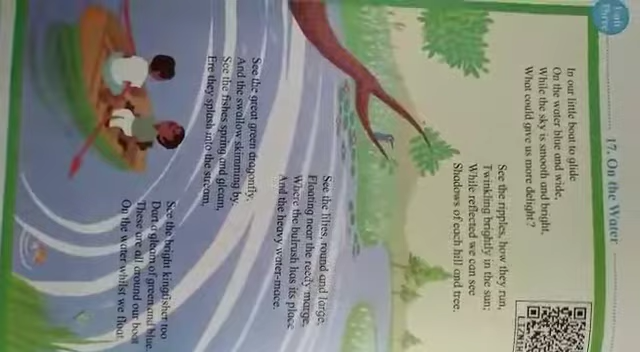 Unit Three
17. On the Water
In our little boat to glide
On the water blue and wide,
While the sky is smooth and bright,
What could give us more delight?
See the ripples, how they run,
Twinkling brightly in the sun;
While reflected we can see
Shadows of each hill and tree.
See the lilies, round and large,
Floating near the reedy marge,
Where the bulrush has its place
And the heavy water-mace.
See the great green dragonfly,
And the swallow skimming by,
See the fishes spring and gleam,
Ere they splash into the stream,
See the bright kingfisher too
Dart a gleam of green and blue.
These are all around our boat
On the water whilst we float